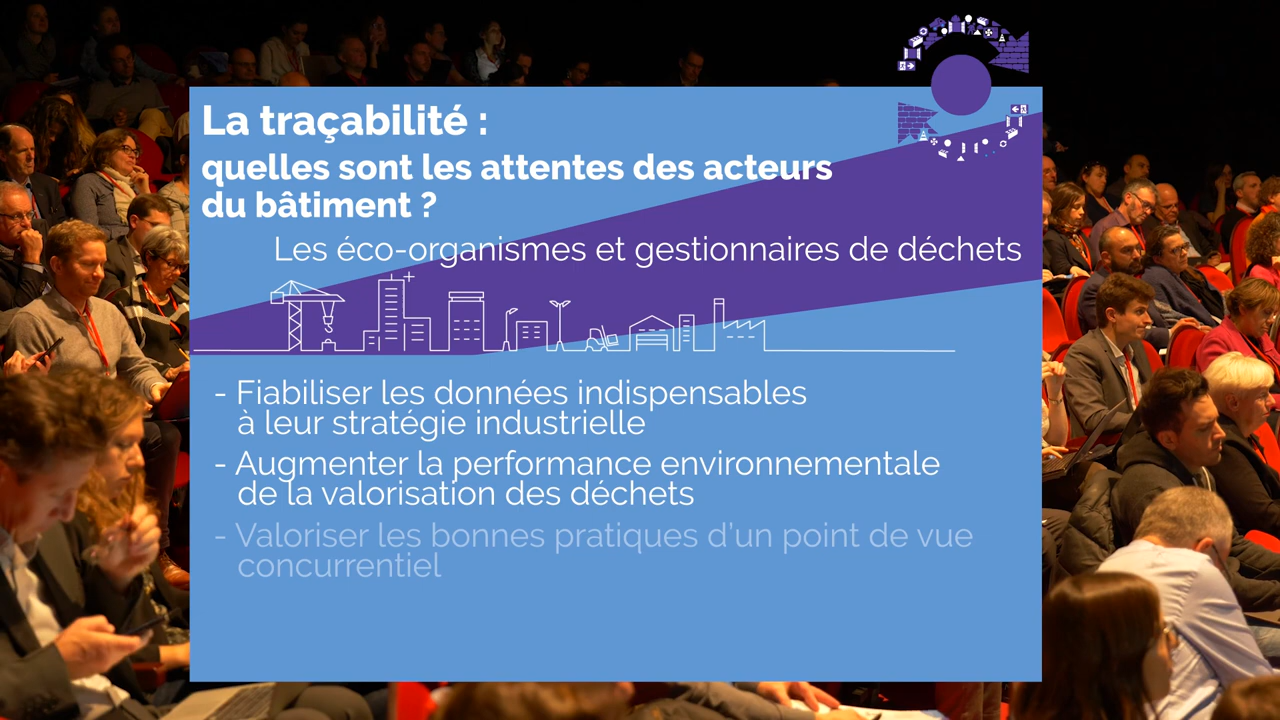 La traçabilité :
quelles sont les attentes des acteurs
du bâtiment ?
Les éco-organismes et gestionnaires de déchets
- Fiabiliser les données indispensables
à leur stratégie industrielle
- Augmenter la performance environnementale
de la valorisation des déchets
- Valoriser les bonnes pratiques d'un point de vue
concurrentiel